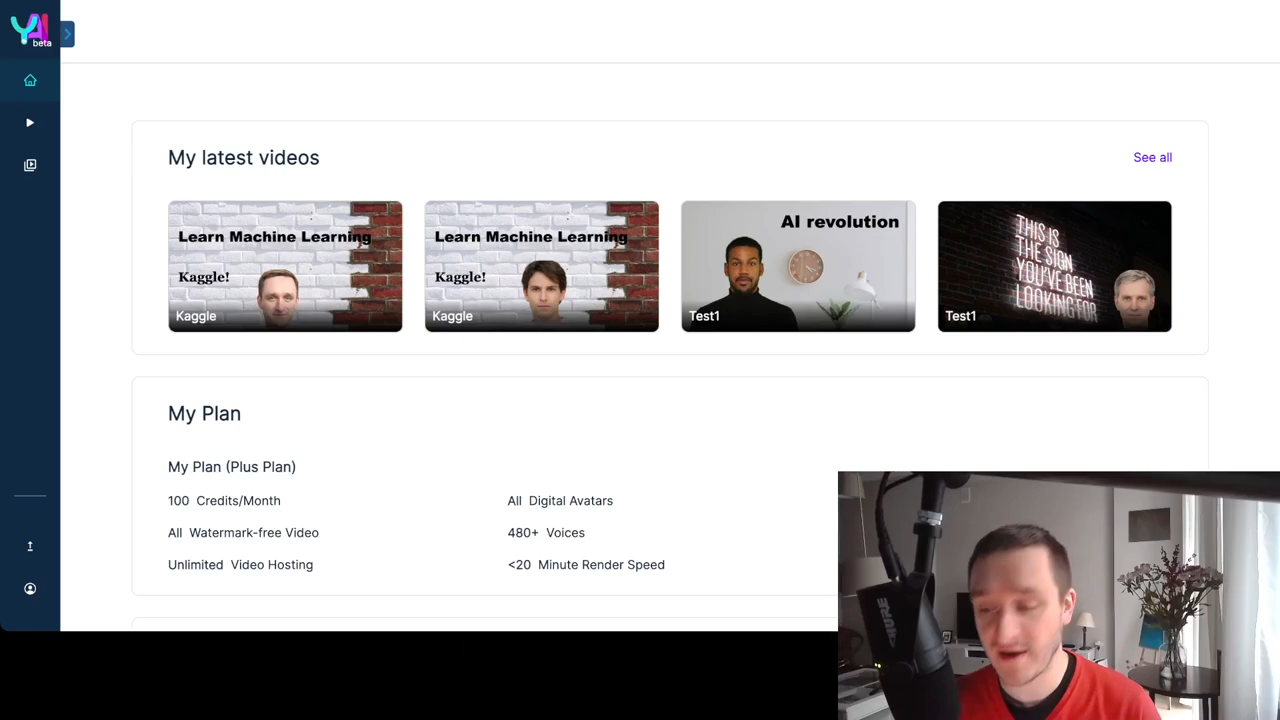 YAI
beta
My latest videos
See all
Learn Machine Learning
Kaggle!
Kaggle
Learn Machine Learning
Kaggle!
Kaggle
AI revolution
Test1
THIS IS
THE SIGN
YOU'VE BEEN
LOOKING FOR
Test1
My Plan
My Plan (Plus Plan)
100 Credits/Month
All Digital Avatars
All Watermark-free Video
480+ Voices
Unlimited Video Hosting
<20 Minute Render Speed
SHURE